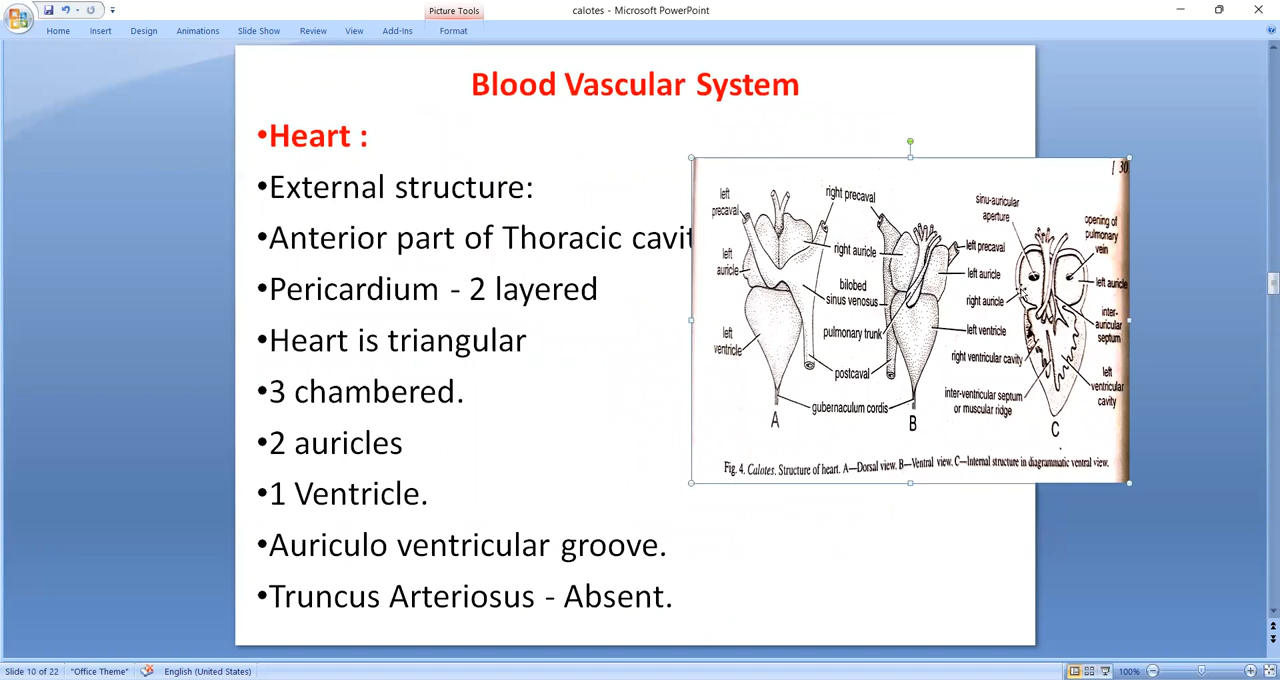 Picture Tools
calotes - Microsoft PowerPoint
Home Insert Design Animations Slide Show Review View Add-Ins Format
Blood Vascular System
•Heart :
•External structure:
•Anterior part of Thoracic cavit
•Pericardium - 2 layered
•Heart is triangular
•3 chambered.
•2 auricles
•1 Ventricle.
•Auriculo ventricular groove.
•Truncus Arteriosus - Absent.
[ 30
left
precaval
left
auricle
left
ventricle
right precaval
right auricle
bilobed
sinus venosus
pulmonary trunk
postcaval
gubernaculum cordis
A
left precaval
left auricle
right auricle
left ventricle
right ventricular cavity
inter-ventricular septum
or muscular ridge
B
sinu-auricular
aperture
opening of
pulmonary
vein
left auricle
inter-
auricular
septum
left
ventricular
cavity
C
Fig. 4. Calotes. Structure of heart. A—Dorsal view. B—Ventral view. C—Internal structure in diagrammatic ventral view.
Slide 10 of 22 "Office Theme" English (United States) 100%